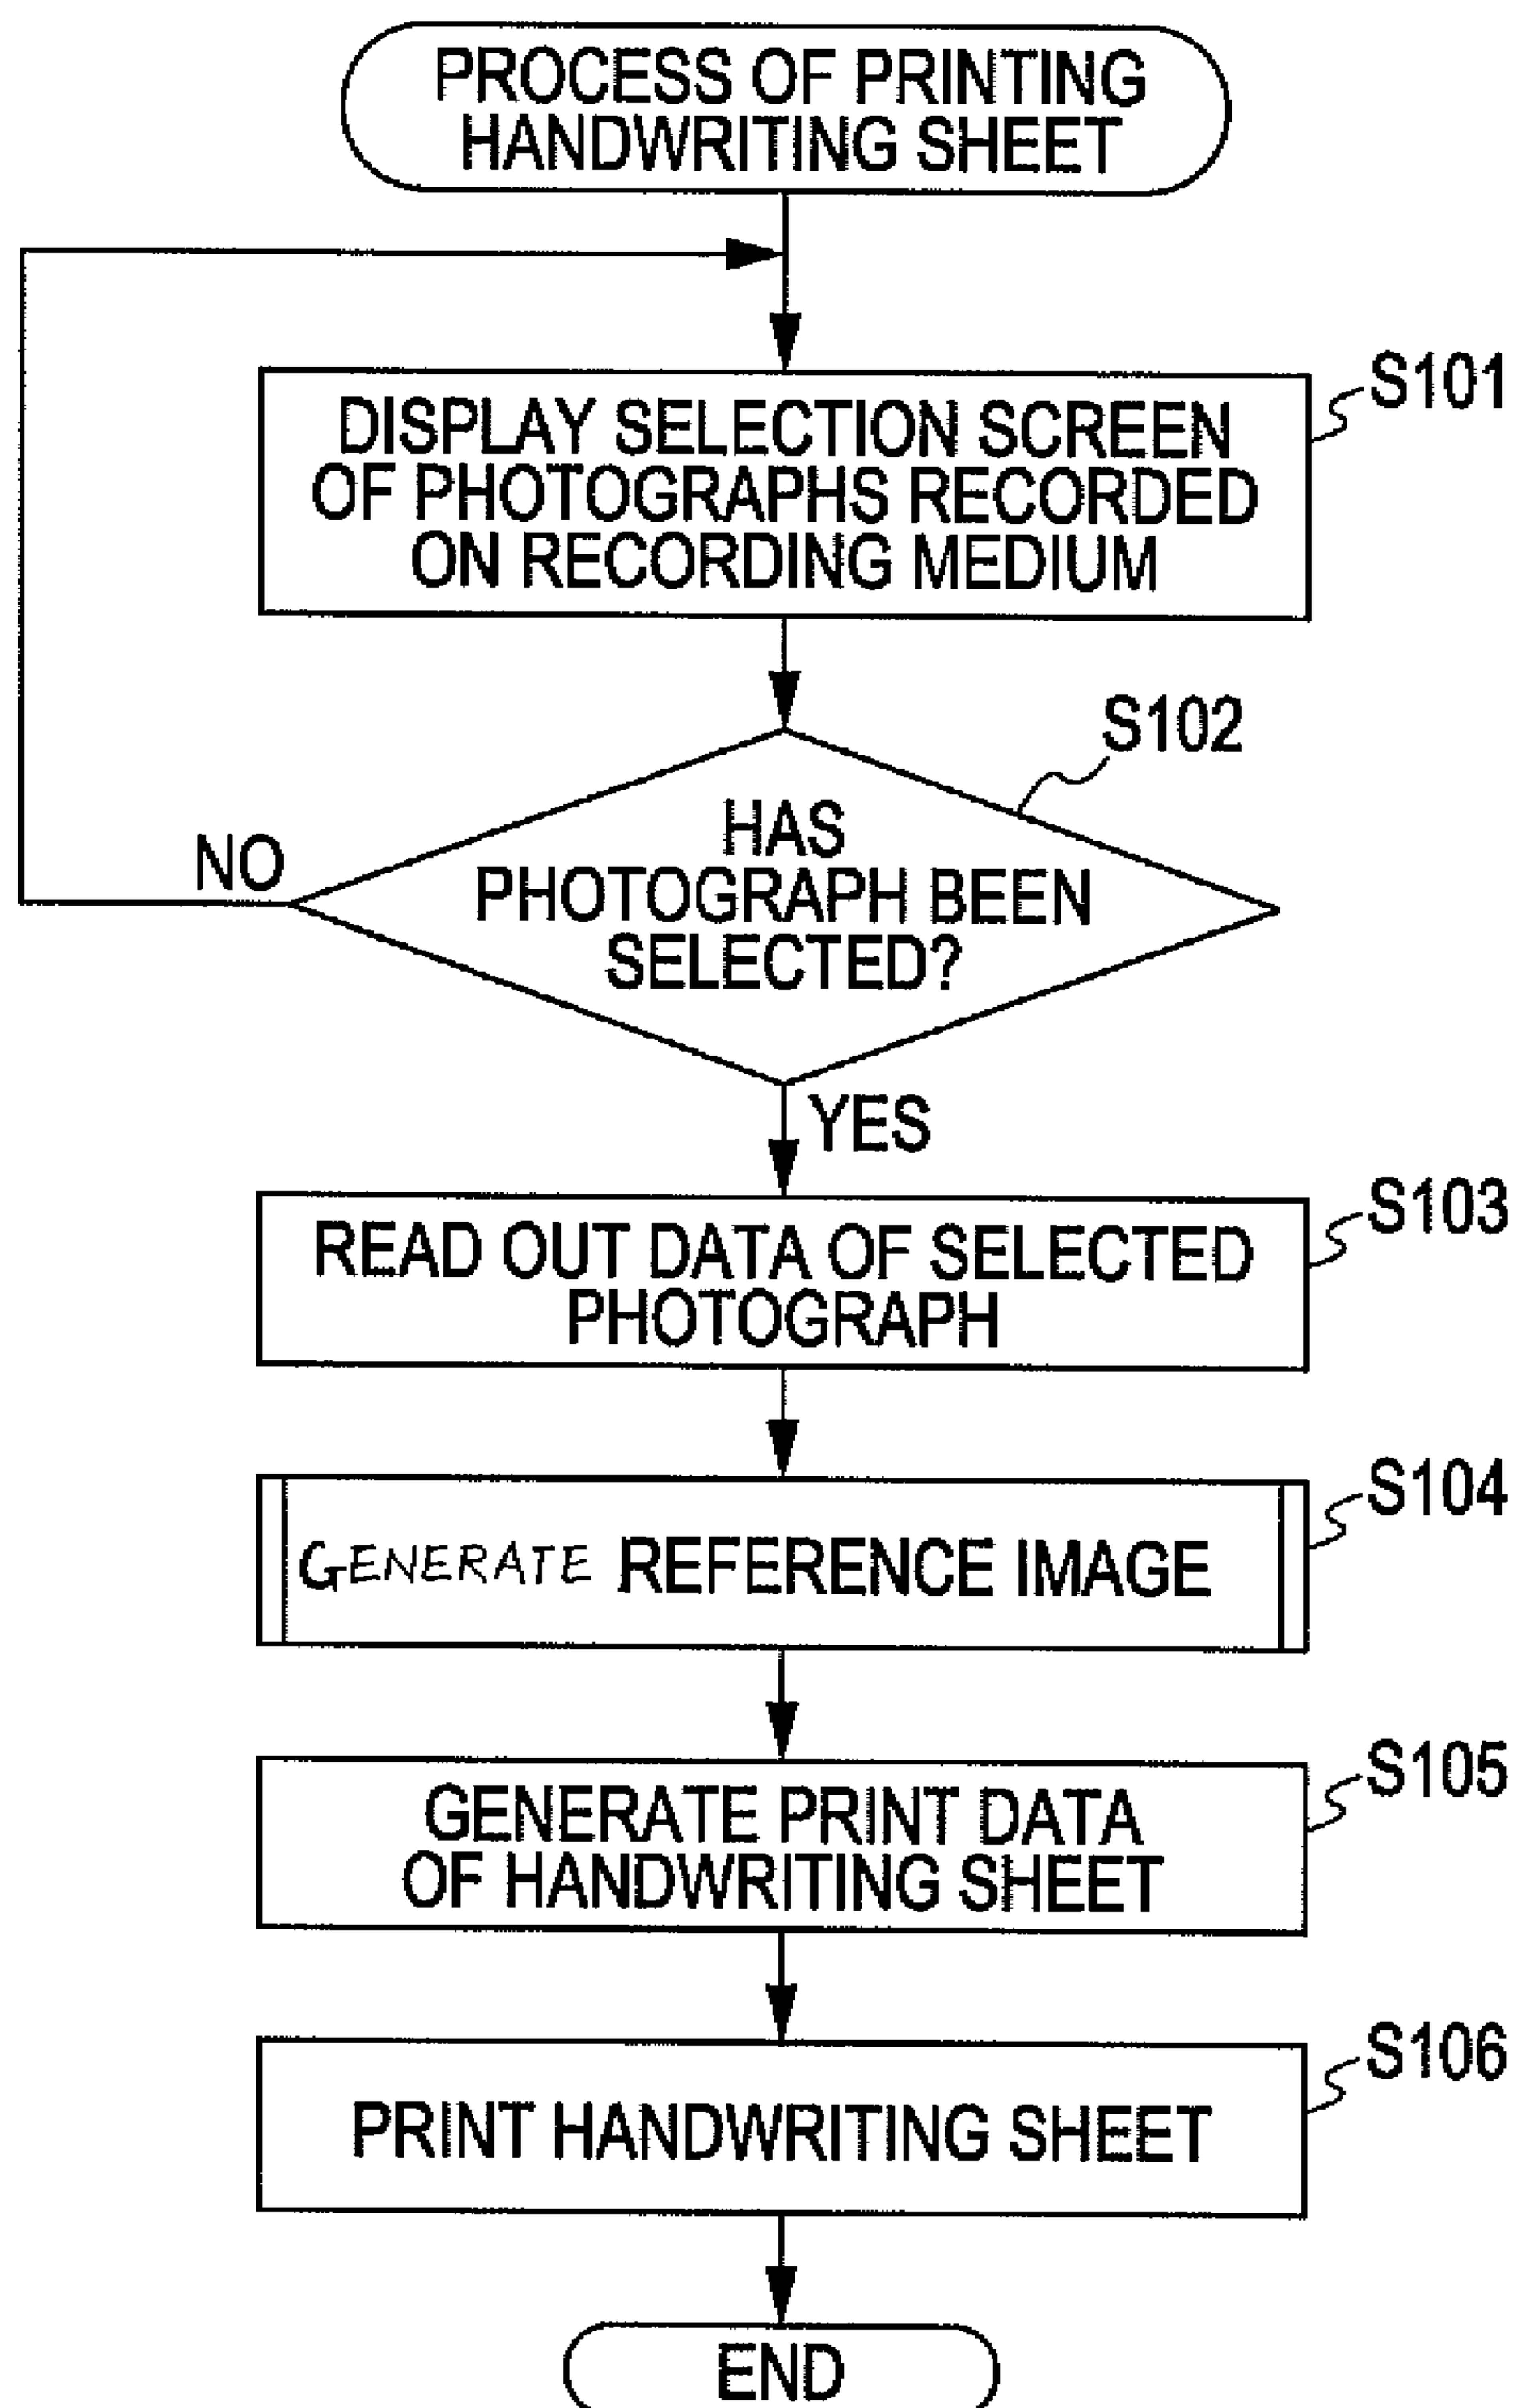 PROCESS OF PRINTING
HANDWRITING SHEET
DISPLAY SELECTION SCREEN
OF PHOTOGRAPHS RECORDED
ON RECORDING MEDIUM
S101
S102
HAS
PHOTOGRAPH BEEN
SELECTED?
NO
YES
READ OUT DATA OF SELECTED
PHOTOGRAPH
S103
GENERATE REFERENCE IMAGE
S104
GENERATE PRINT DATA
OF HANDWRITING SHEET
S105
PRINT HANDWRITING SHEET
S106
END